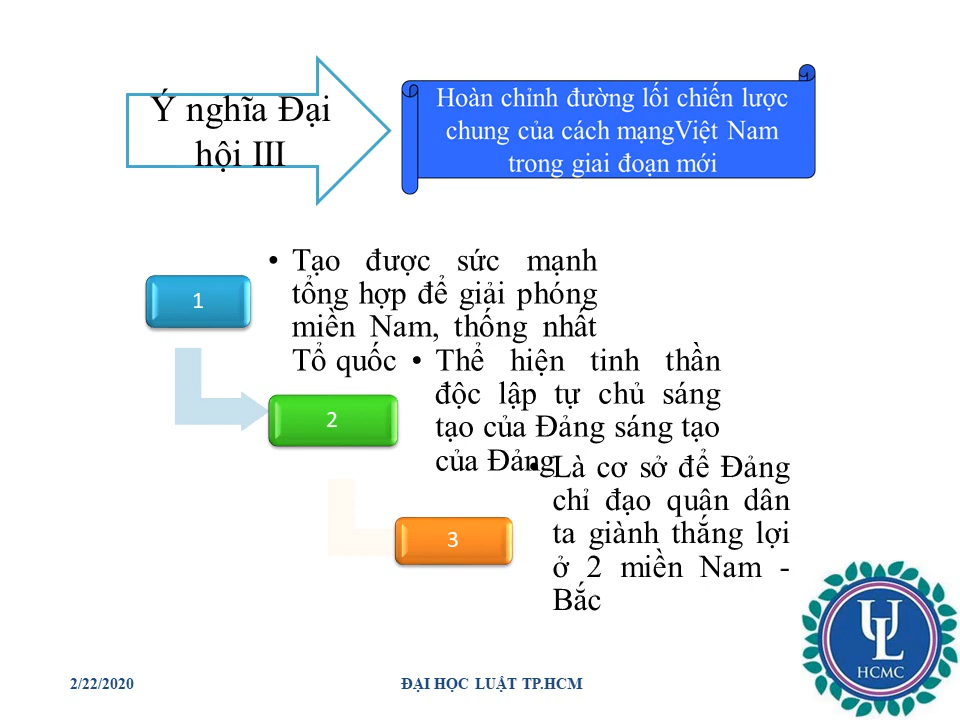 Ý nghĩa Đại
hội III
Hoàn chỉnh đường lối chiến lược
chung của cách mạngViệt Nam
trong giai đoạn mới
1
• Tạo được sức mạnh
tổng hợp để giải phóng
miền Nam, thống nhất
Tổ quốc
2
• Thể hiện tinh thần
độc lập tự chủ sáng
tạo của Đảng sáng tạo
của Đảng
3
• Là cơ sở để Đảng
chỉ đạo quận dân
ta giành thắng lợi
ở 2 miền Nam -
Bắc
UL
HCMC
2/22/2020
ĐẠI HỌC LUẬT TP.HCM